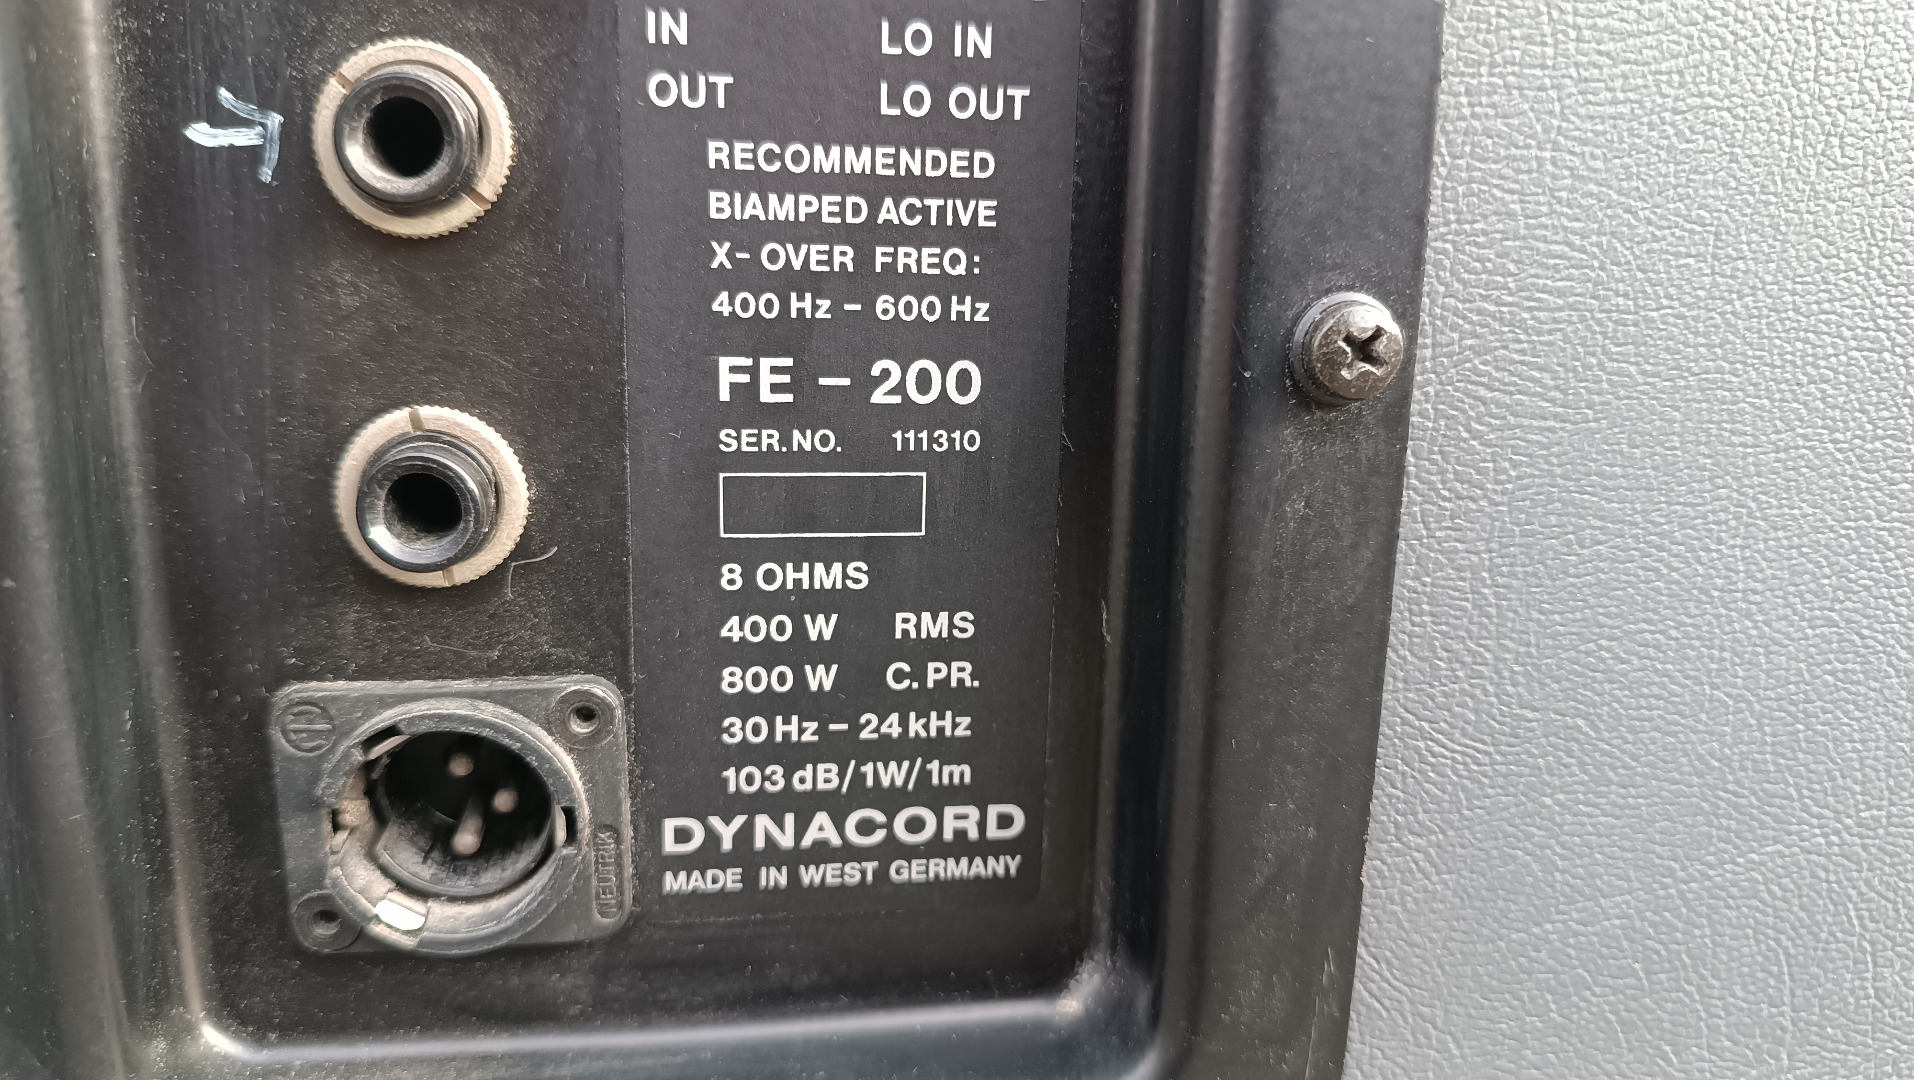 IN LO IN
OUT LO OUT
RECOMMENDED
BIAMPED ACTIVE
X-OVER FREQ:
400 Hz – 600 Hz
FE – 200
SER. NO. 111310
8 OHMS
400 W RMS
800 W C. PR.
30 Hz – 24 kHz
103 dB/1W/1m
DYNACORD
MADE IN WEST GERMANY
NEUTRIK